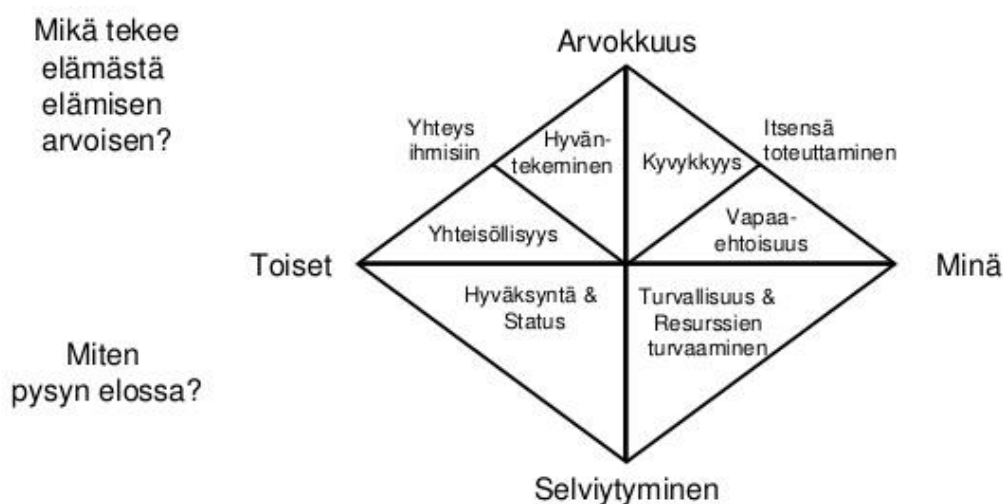 Mikä tekee
elämästä
elämisen
arvoisen?
Arvokkuus
Yhteys
ihmisiin
Hyvän-
tekeminen
Kyvykkyys
Itsensä
toteuttaminen
Yhteisöllisyys
Vapaa-
ehtoisuus
Toiset
Minä
Hyväksyntä &
Status
Turvallisuus &
Resurssien
turvaaminen
Miten
pysyn elossa?
Selviytyminen